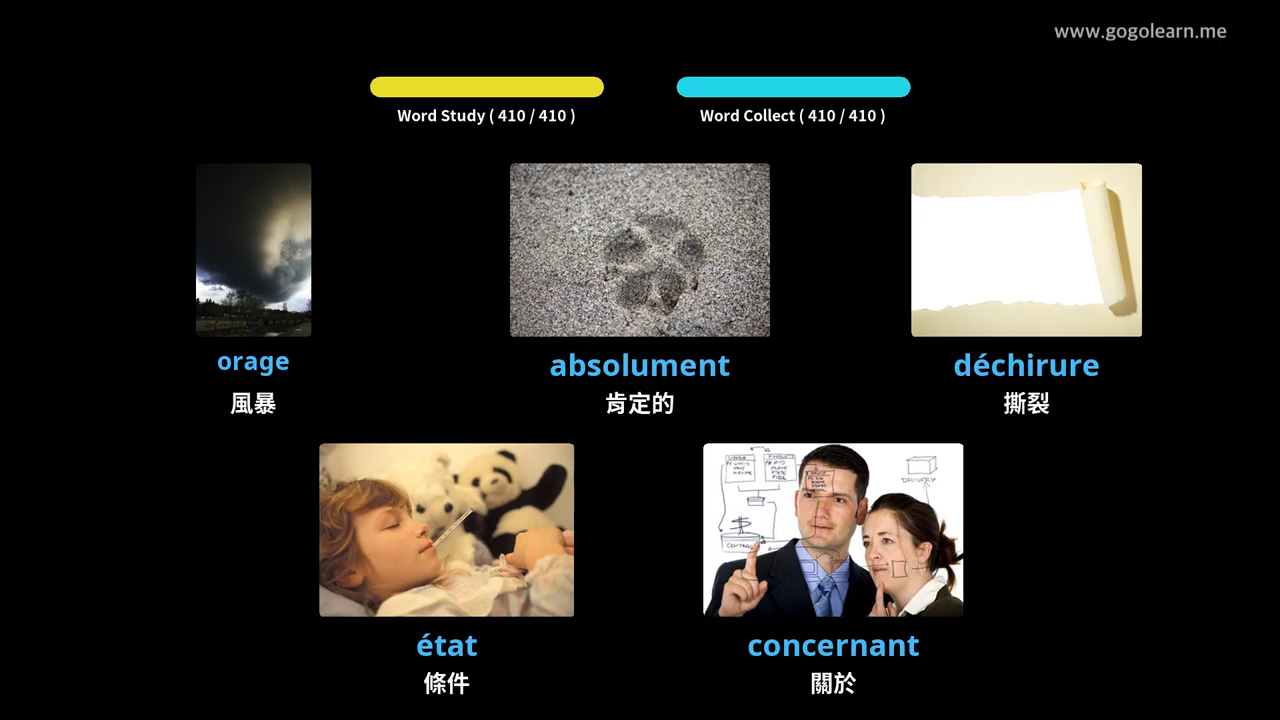 www.gogolearn.me
Word Study ( 410 / 410 )
Word Collect ( 410 / 410 )
orage
風暴
absolument
肯定的
déchirure
撕裂
état
條件
DELIVERY
concernant
關於